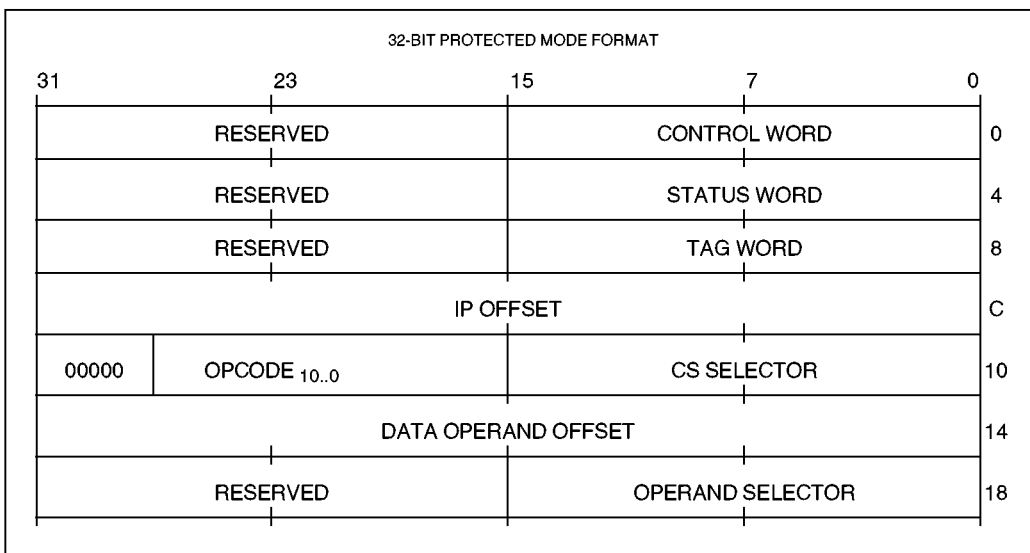 32-BIT PROTECTED MODE FORMAT
31 23 15 7 0
RESERVED CONTROL WORD 0
RESERVED STATUS WORD 4
RESERVED TAG WORD 8
IP OFFSET C
00000 OPCODE 10..0 CS SELECTOR 10
DATA OPERAND OFFSET 14
RESERVED OPERAND SELECTOR 18